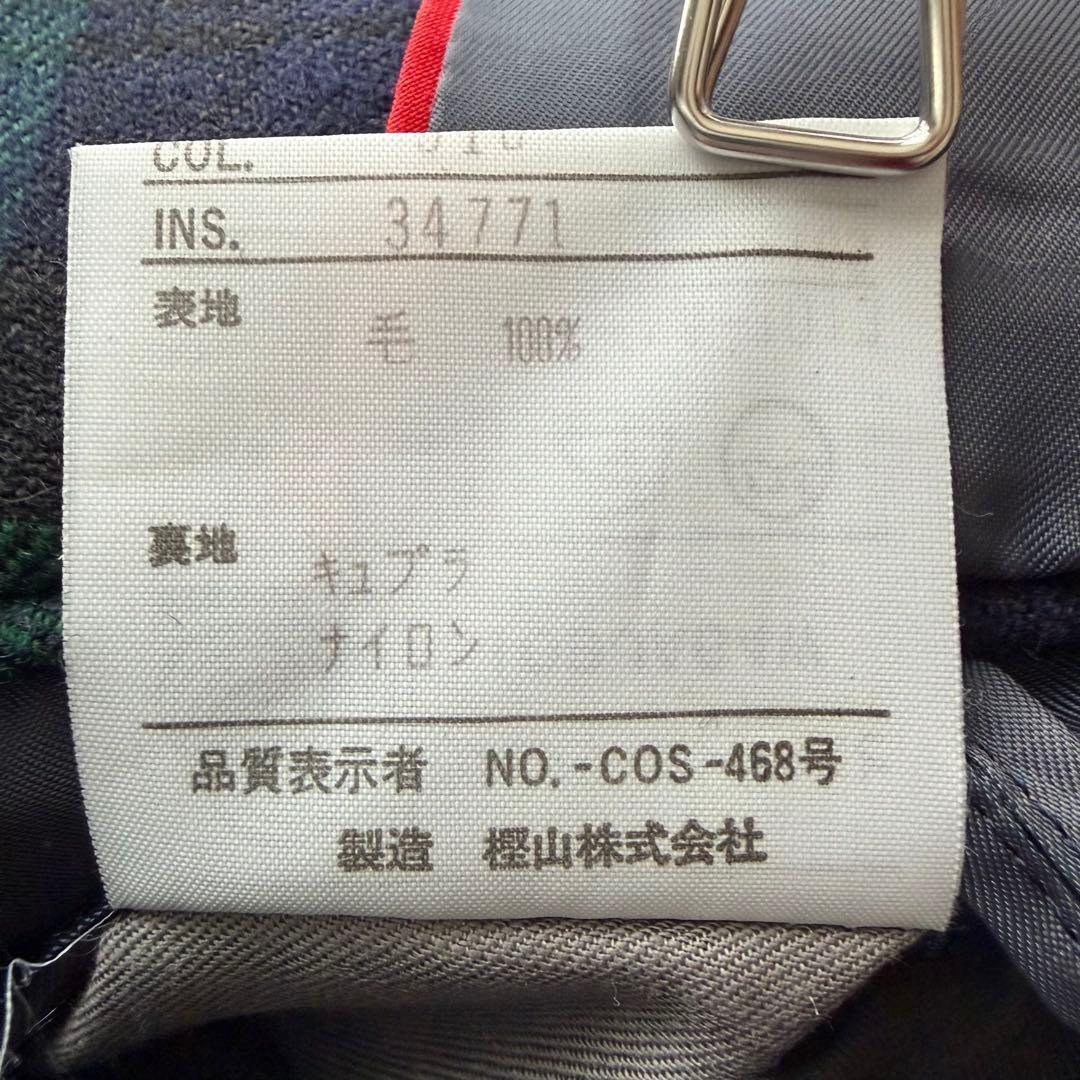 COL.
INS. 34771
表地
毛 100%
裏地
キュプラ
ナイロン
品質表示者 NO.-COS-468号
製造 樫山株式会社